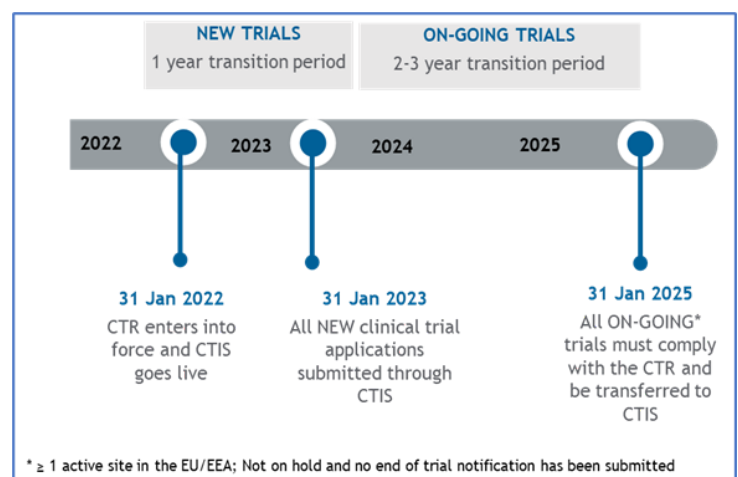 NEW TRIALS
1 year transition period
ON-GOING TRIALS
2-3 year transition period
2022
2023
2024
2025
31 Jan 2022
CTR enters into
force and CTIS
goes live
31 Jan 2023
All NEW clinical trial
applications
submitted through
CTIS
31 Jan 2025
All ON-GOING*
trials must comply
with the CTR and
be transferred to
CTIS
* ≥ 1 active site in the EU/EEA; Not on hold and no end of trial notification has been submitted